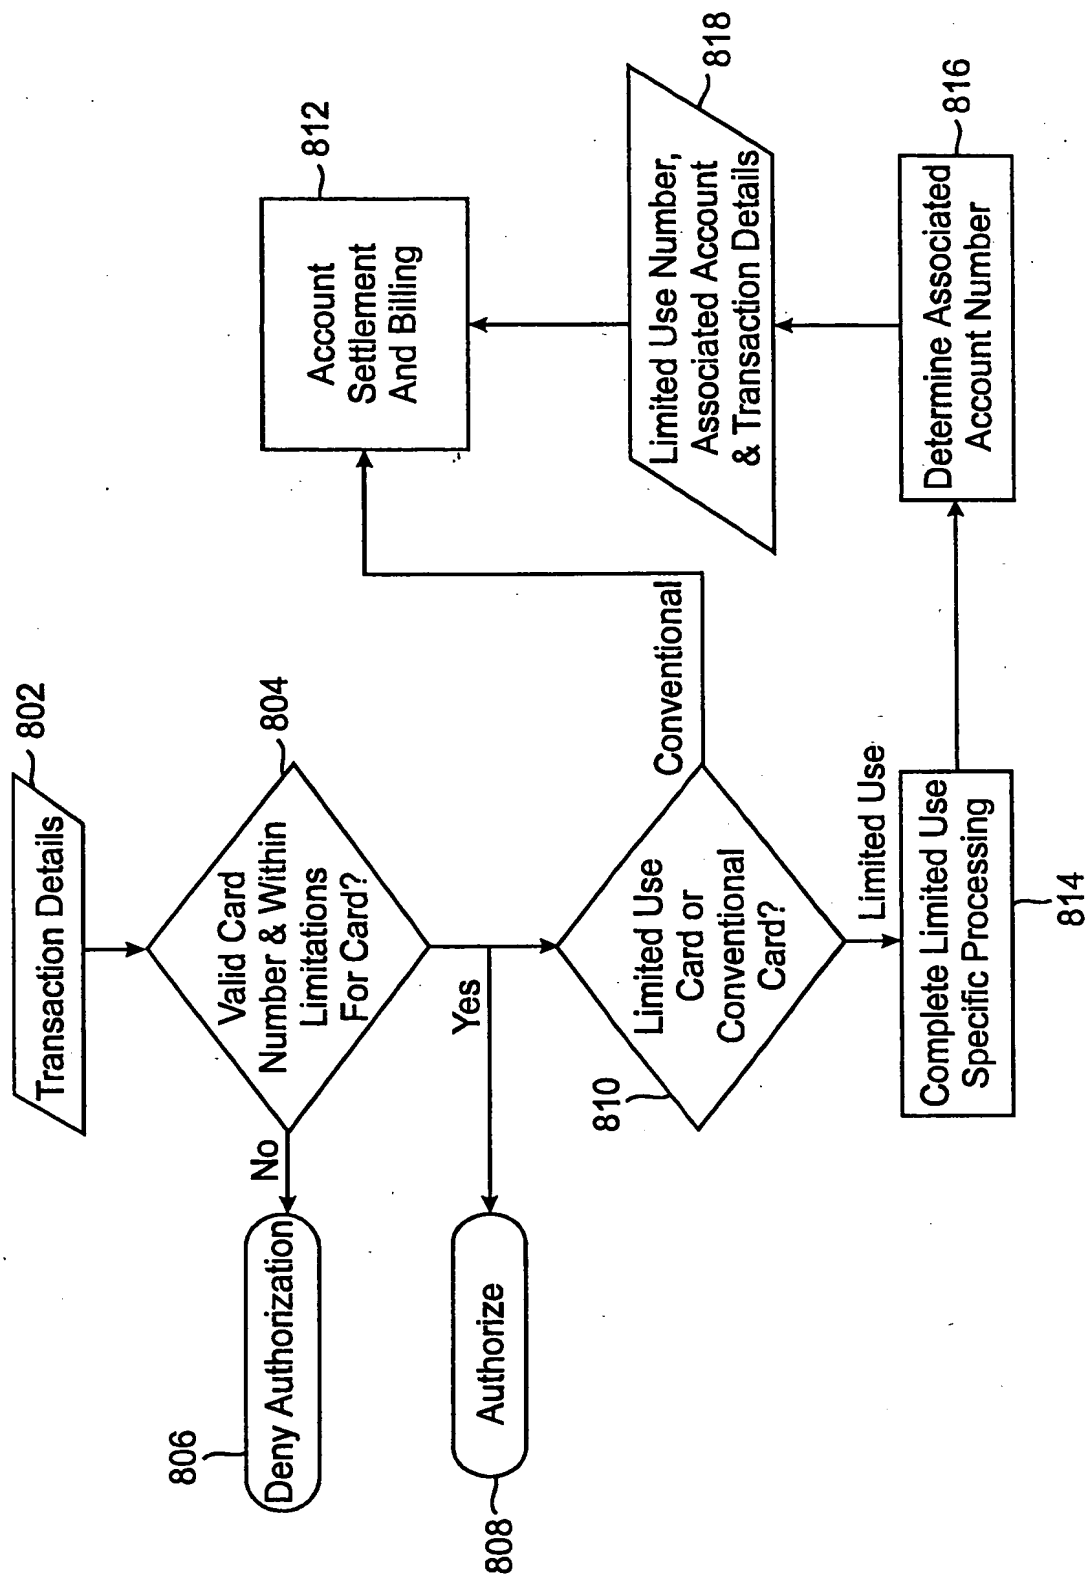 802
Transaction Details
804
Valid Card
Number & Within
Limitations
For Card?
No
806
Deny Authorization
Yes
808
Authorize
810
Limited Use
Card or
Conventional
Card?
Conventional
812
Account
Settlement
And Billing
Limited Use
Complete Limited Use
Specific Processing
814
816
Determine Associated
Account Number
818
Limited Use Number,
Associated Account
& Transaction Details